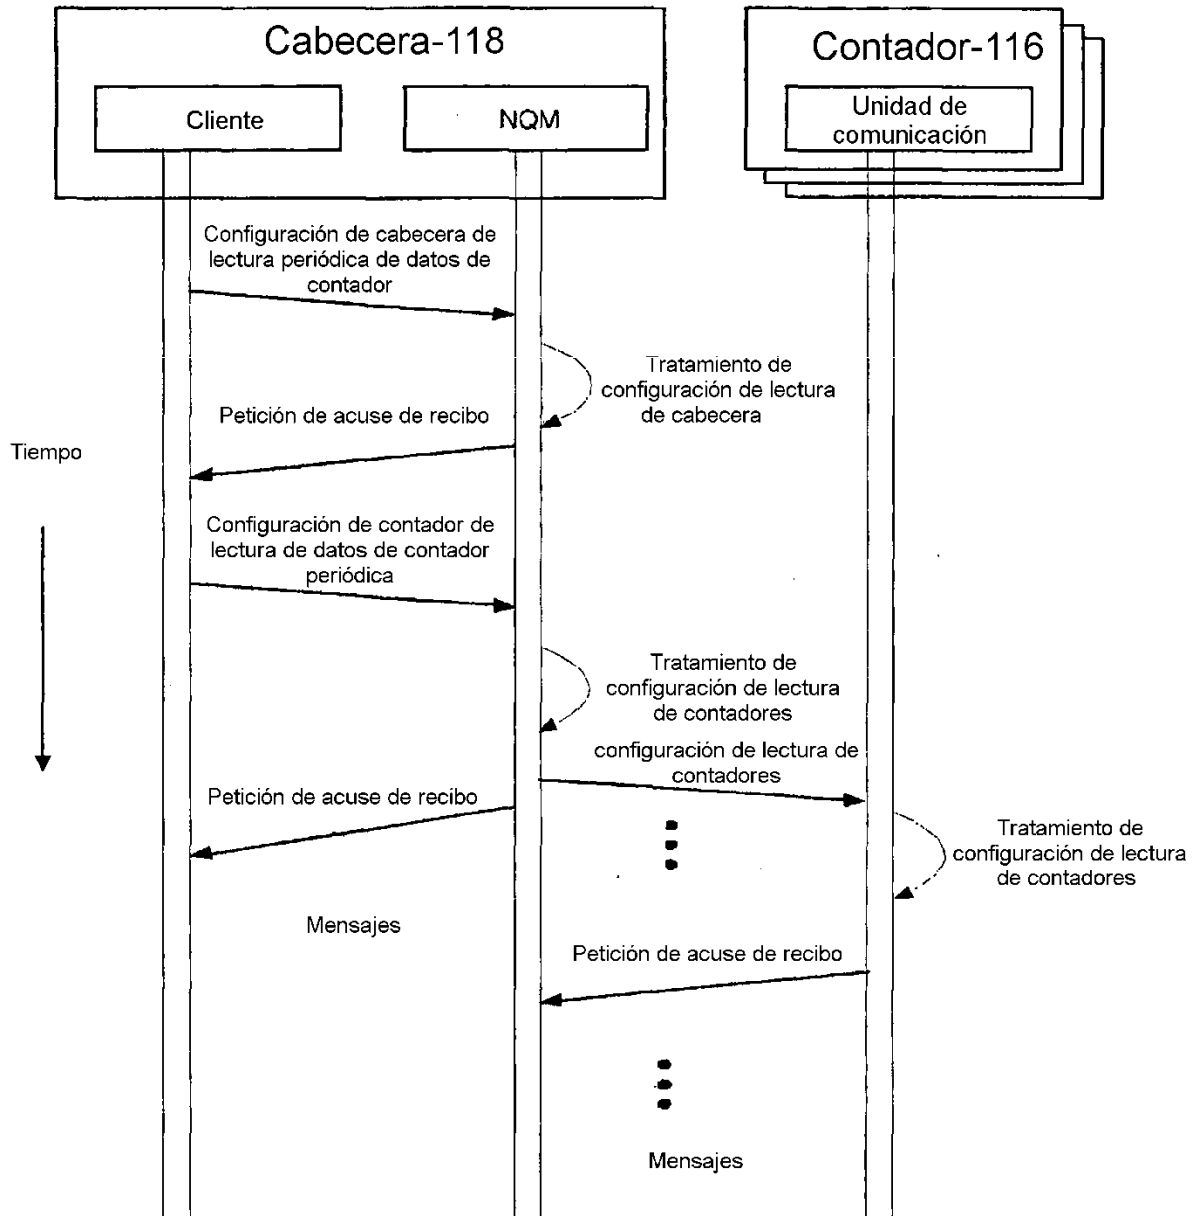 Cabecera-118
Contador-116
Cliente
NQM
Unidad de
comunicación
Configuración de cabecera de
lectura periódica de datos de
contador
Tratamiento de
configuración de lectura
de cabecera
Petición de acuse de recibo
Tiempo
Configuración de contador de
lectura de datos de contador
periódica
Tratamiento de
configuración de lectura
de contadores
configuración de lectura de
contadores
Petición de acuse de recibo
Tratamiento de
configuración de lectura
de contadores
Mensajes
Petición de acuse de recibo
Mensajes